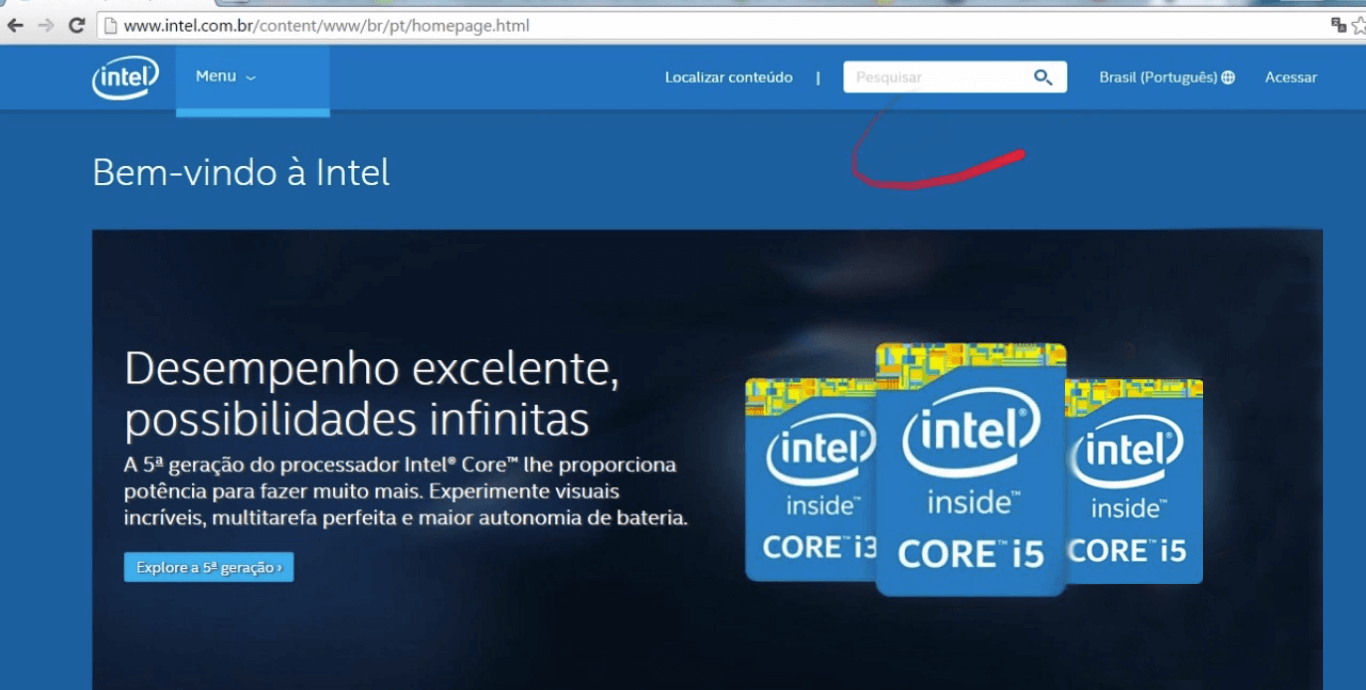 www.intel.com.br/content/www/br/pt/homepage.html
intel
Menu
Localizar conteúdo |
Pesquisar
Brasil (Português)
Acessar
Bem-vindo à Intel
Desempenho excelente,
possibilidades infinitas
A 5ª geração do processador Intel® Core™ lhe proporciona
potência para fazer muito mais. Experimente visuais
incríveis, multitarefa perfeita e maior autonomia de bateria.
Explore a 5ª geração ›
intel®
inside™
CORE™ i3
intel®
inside™
CORE™ i5
intel®
inside™
CORE™ i5